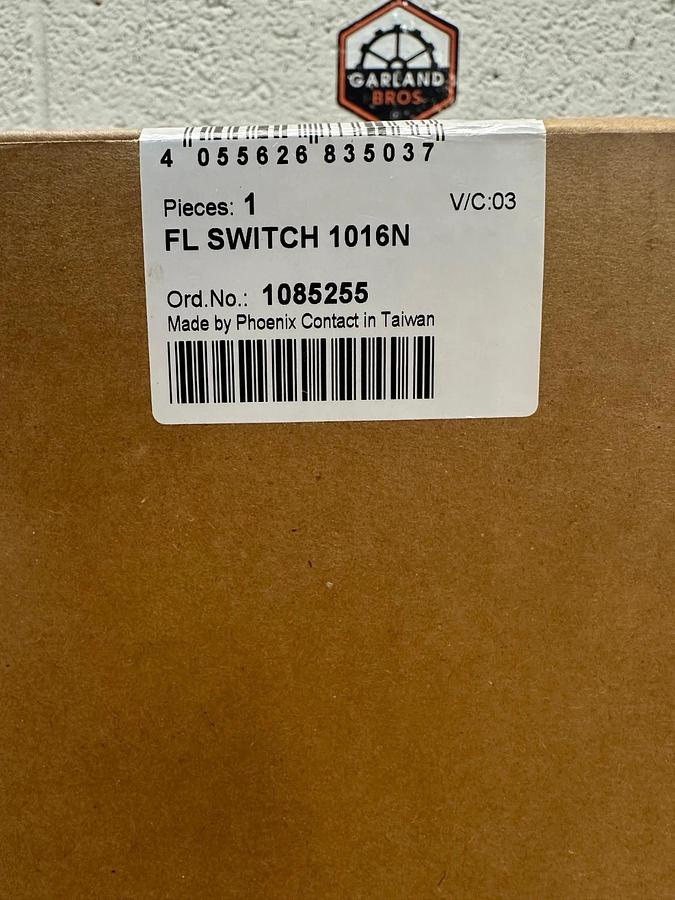 GARLAND
BROS.
4 055626 835037
Pieces: 1 V/C:03
FL SWITCH 1016N
Ord.No.: 1085255
Made by Phoenix Contact in Taiwan